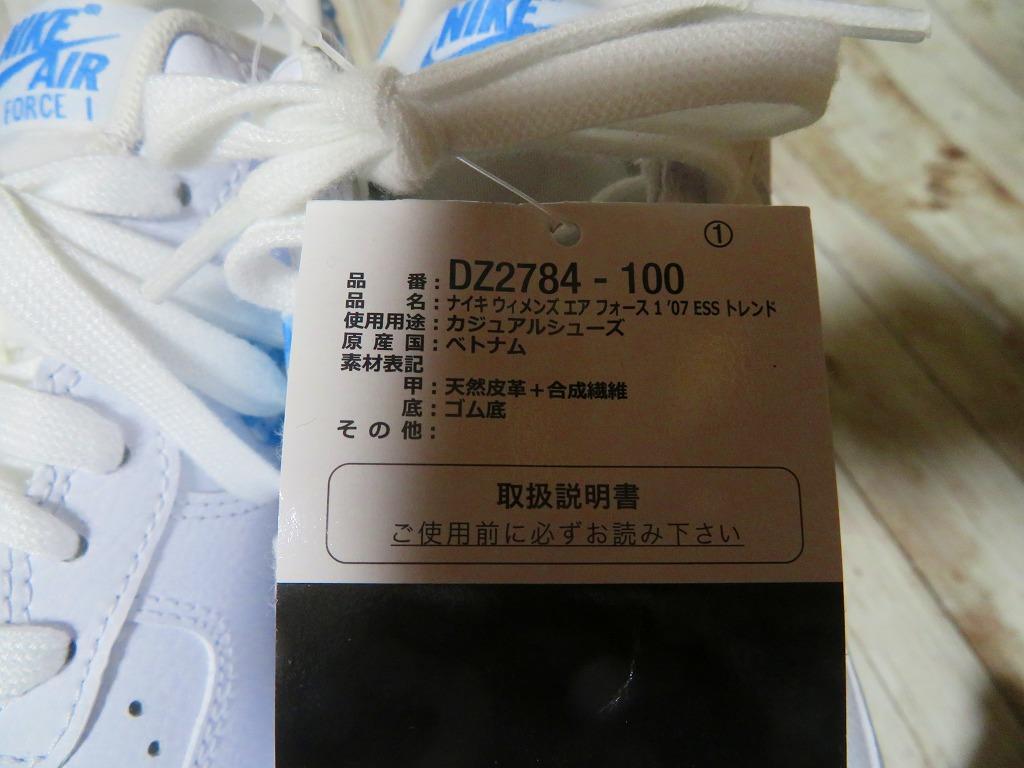 NIKE
AIR
FORCE 1
NIKE
①
品番：DZ2784 - 100
品名：ナイキ ウィメンズ エア フォース 1 '07 ESS トレンド
使用用途：カジュアルシューズ
原産国：ベトナム
素材表記
甲：天然皮革＋合成繊維
底：ゴム底
その他：
取扱説明書
ご使用前に必ずお読み下さい